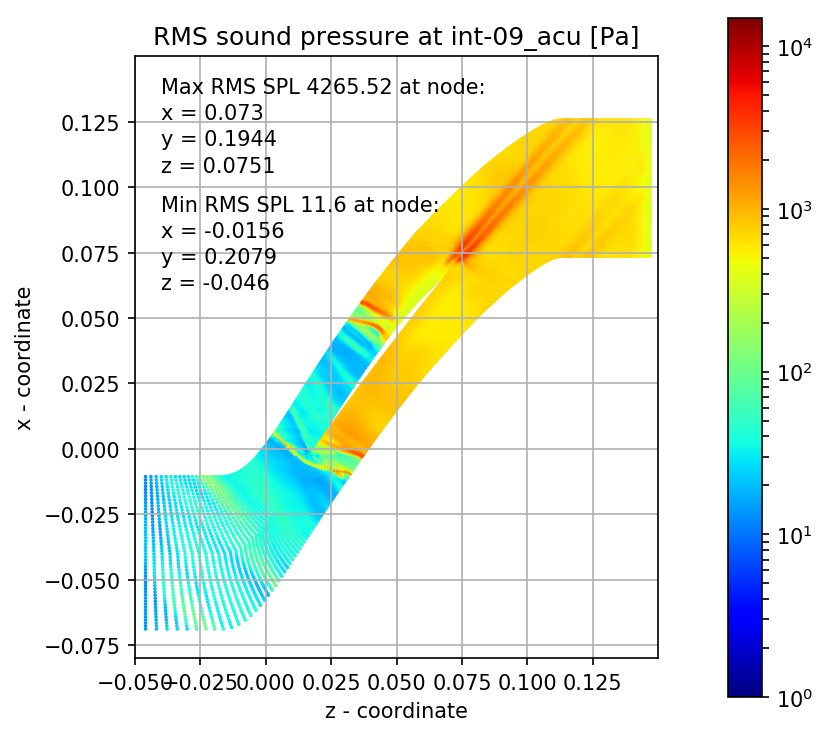 RMS sound pressure at int-09_acu [Pa]
Max RMS SPL 4265.52 at node:
x = 0.073
y = 0.1944
z = 0.0751
Min RMS SPL 11.6 at node:
x = -0.0156
y = 0.2079
z = -0.046
0.125
0.100
0.075
0.050
0.025
0.000
−0.025
−0.050
−0.075
x - coordinate
−0.050 −0.025 0.000 0.025 0.050 0.075 0.100 0.125
z - coordinate
10⁴
10³
10²
10¹
10⁰